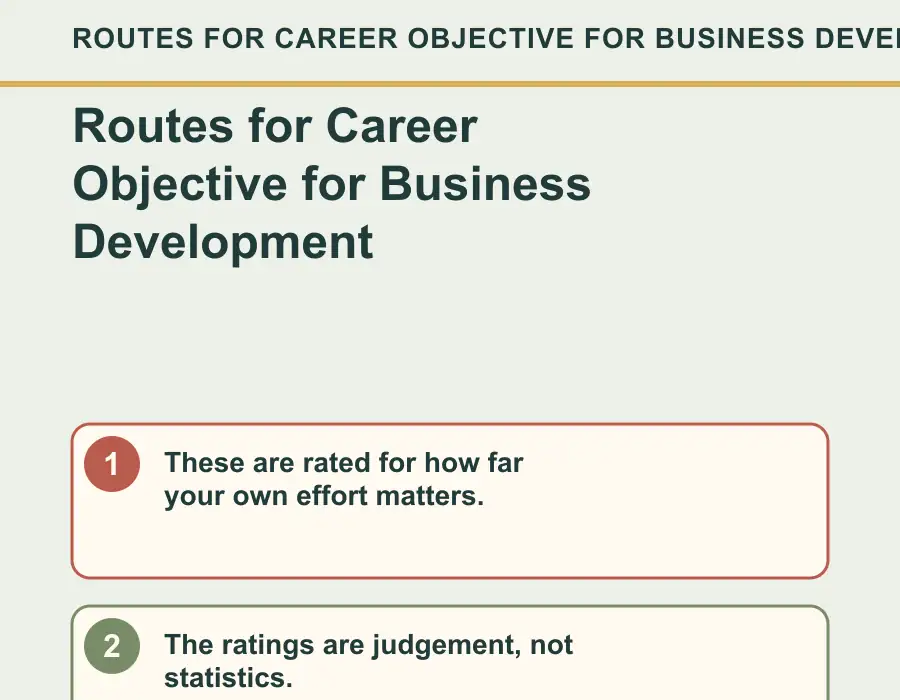 ROUTES FOR CAREER OBJECTIVE FOR BUSINESS
Routes for Career
Objective for Business
Development
1
These are rated for how far
your own effort matters.
2
The ratings are judgement, not
statistics.